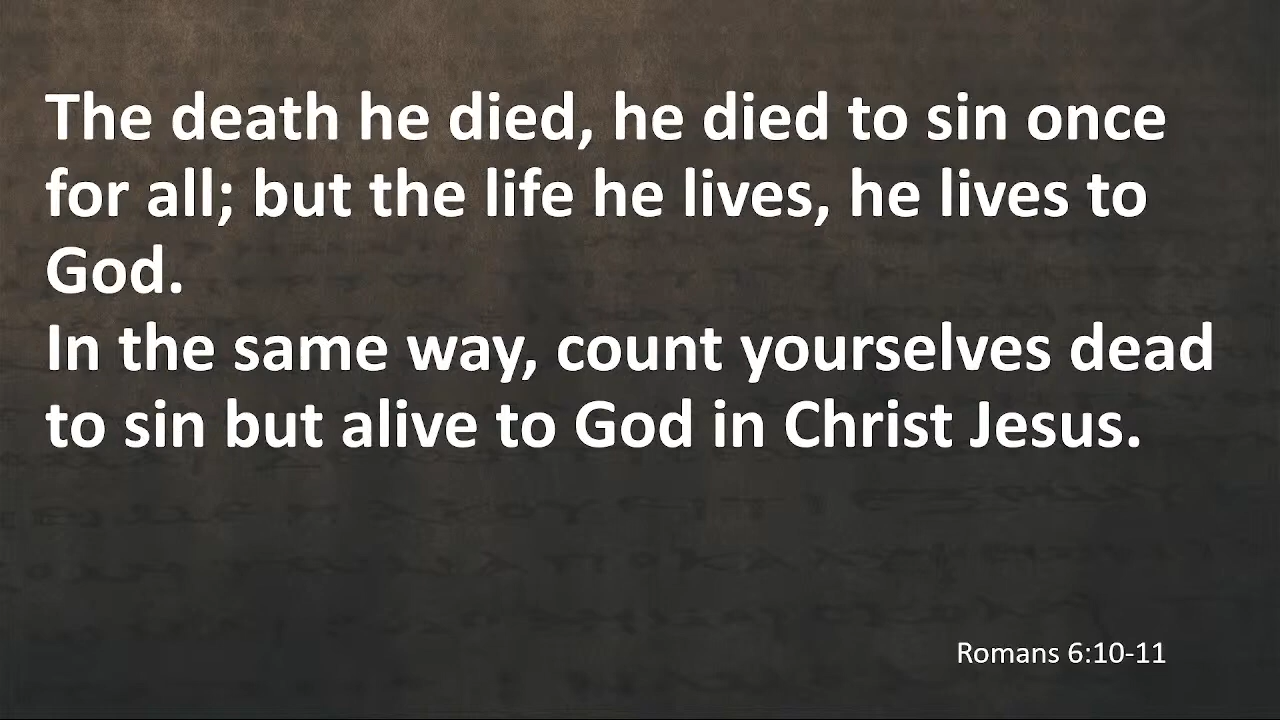 The death he died, he died to sin once
for all; but the life he lives, he lives to
God.
In the same way, count yourselves dead
to sin but alive to God in Christ Jesus.
Romans 6:10-11